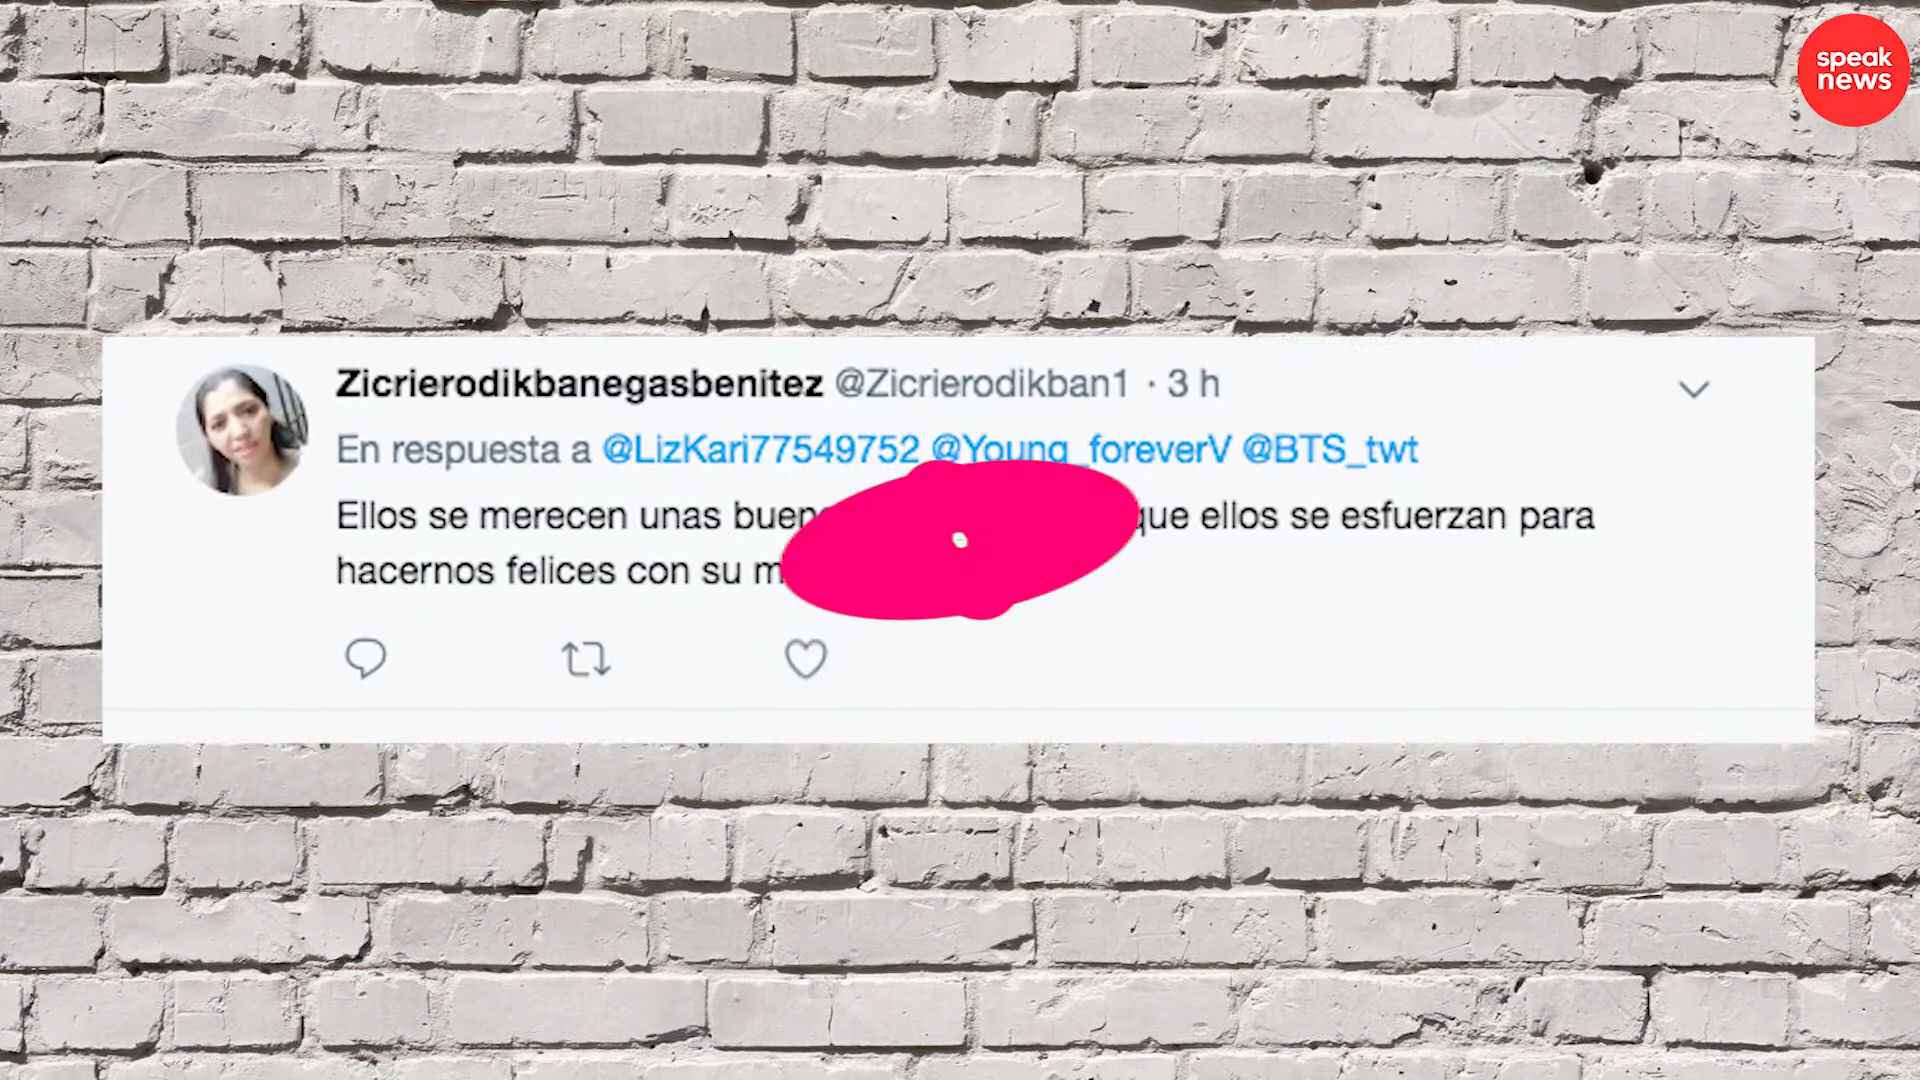 speak
news
Zicrierodikbanegasbenitez @Zicrierodikban1 · 3 h
En respuesta a @LizKari77549752 @Young_foreverV @BTS_twt
Ellos se merecen unas que ellos se esfuerzan para
hacernos felices con su